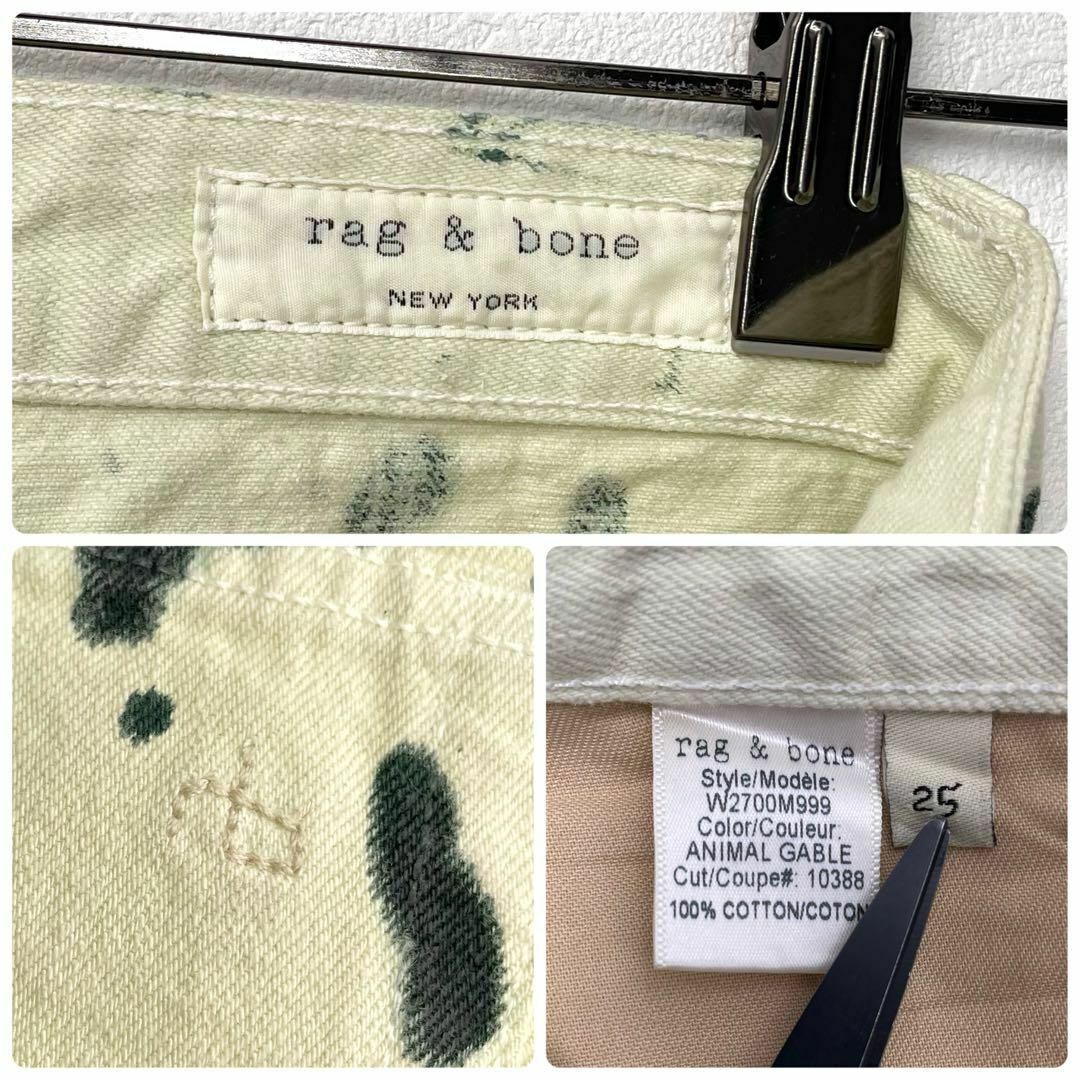 rag & bone
NEW YORK
rag & bone
Style/Modèle:
W2700M999
Color/Couleur:
ANIMAL GABLE
Cut/Coupe#: 10388
100% COTTON/COTON
25